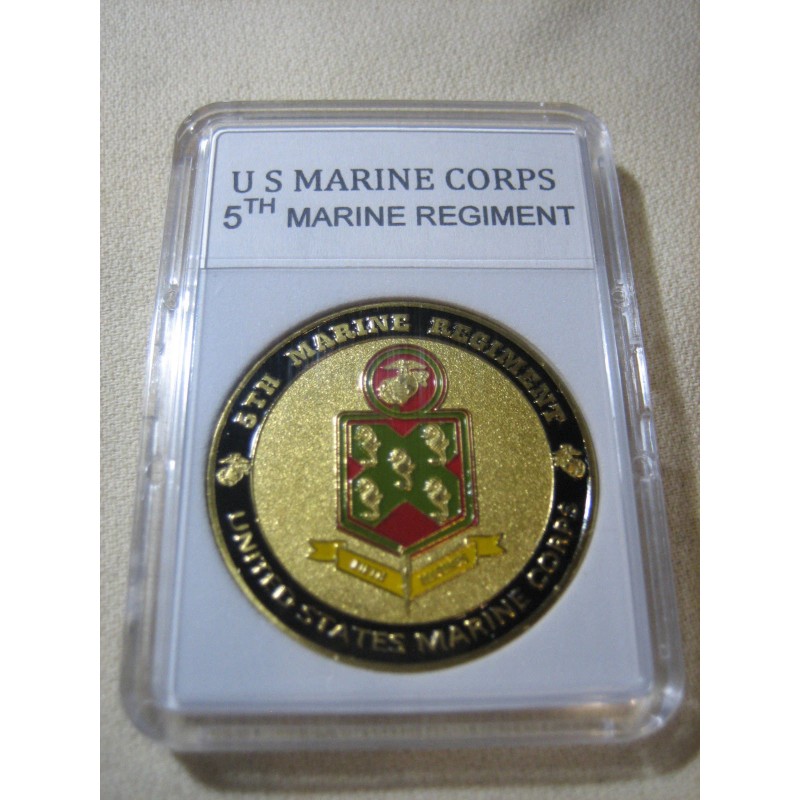 U S MARINE CORPS
5TH MARINE REGIMENT
5TH MARINE REGIMENT
UNITED STATES MARINE CORPS